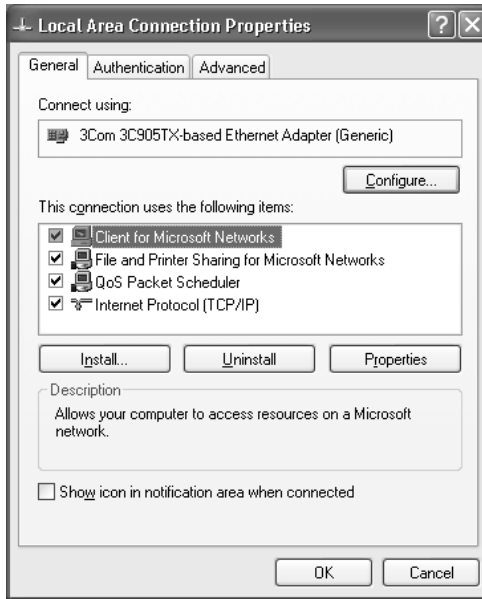 Local Area Connection Properties
General Authentication Advanced
Connect using:
3Com 3C905TX-based Ethernet Adapter (Generic)
Configure...
This connection uses the following items:
Client for Microsoft Networks
File and Printer Sharing for Microsoft Networks
QoS Packet Scheduler
Internet Protocol (TCP/IP)
Install... Uninstall Properties
Description
Allows your computer to access resources on a Microsoft
network.
Show icon in notification area when connected
OK Cancel